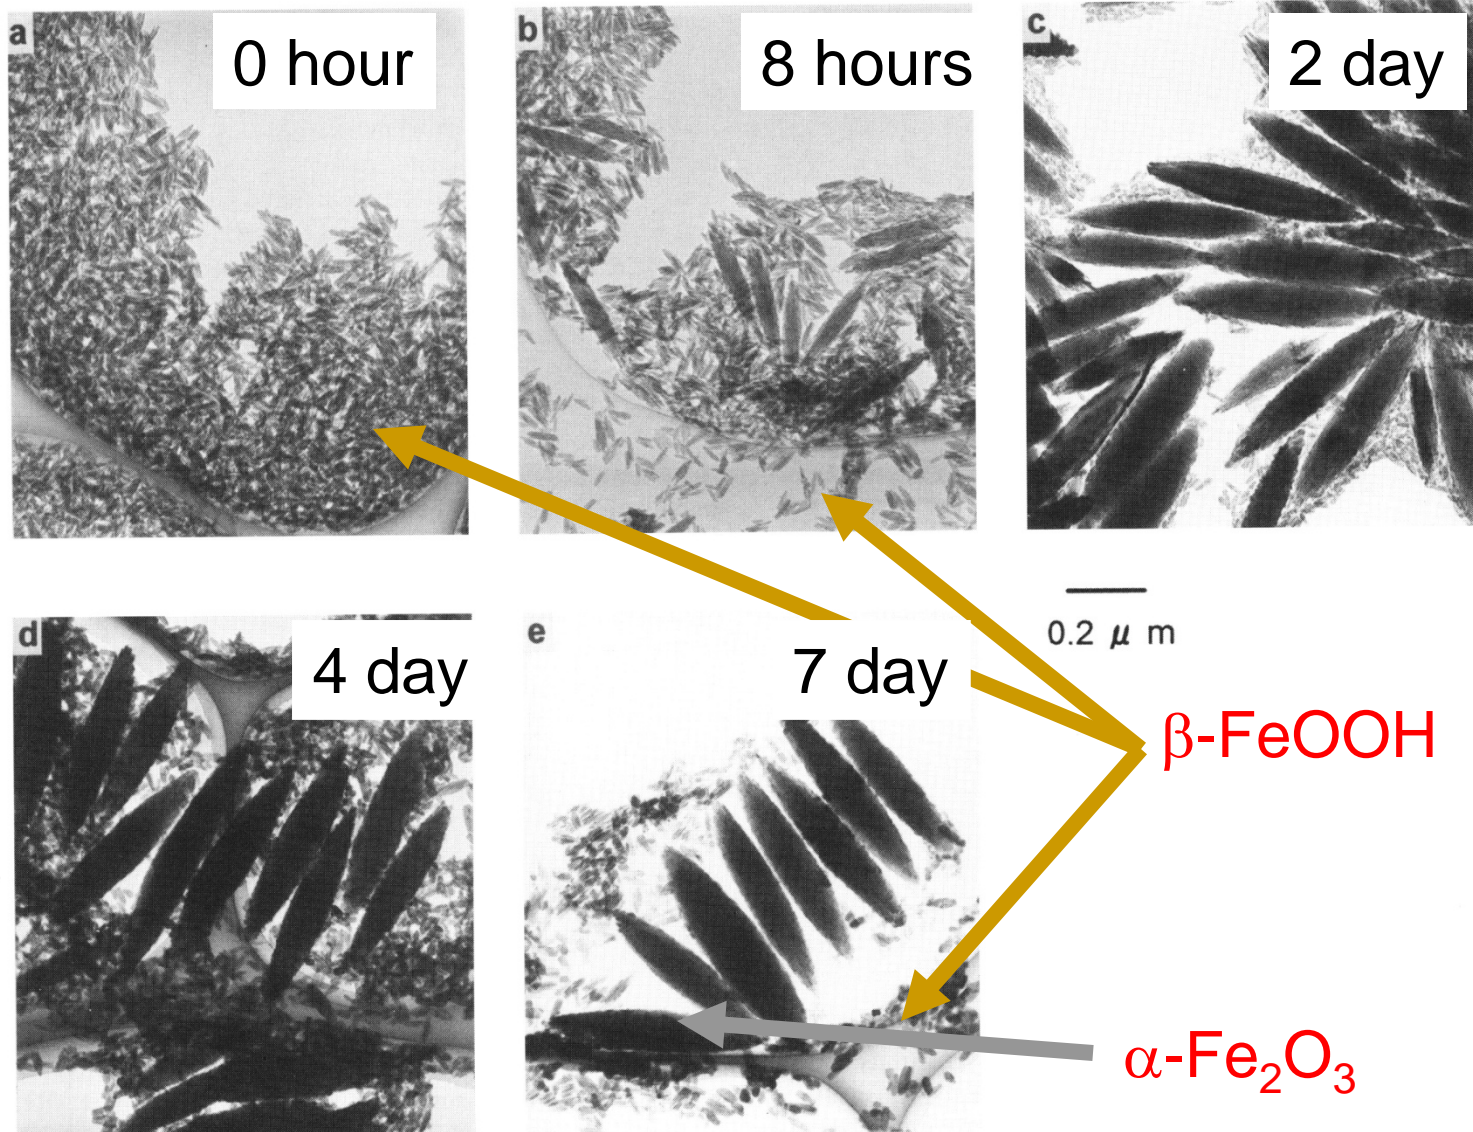 a
0 hour
b
8 hours
c
2 day
0.2 μ m
d
4 day
e
7 day
β-FeOOH
α-Fe₂O₃